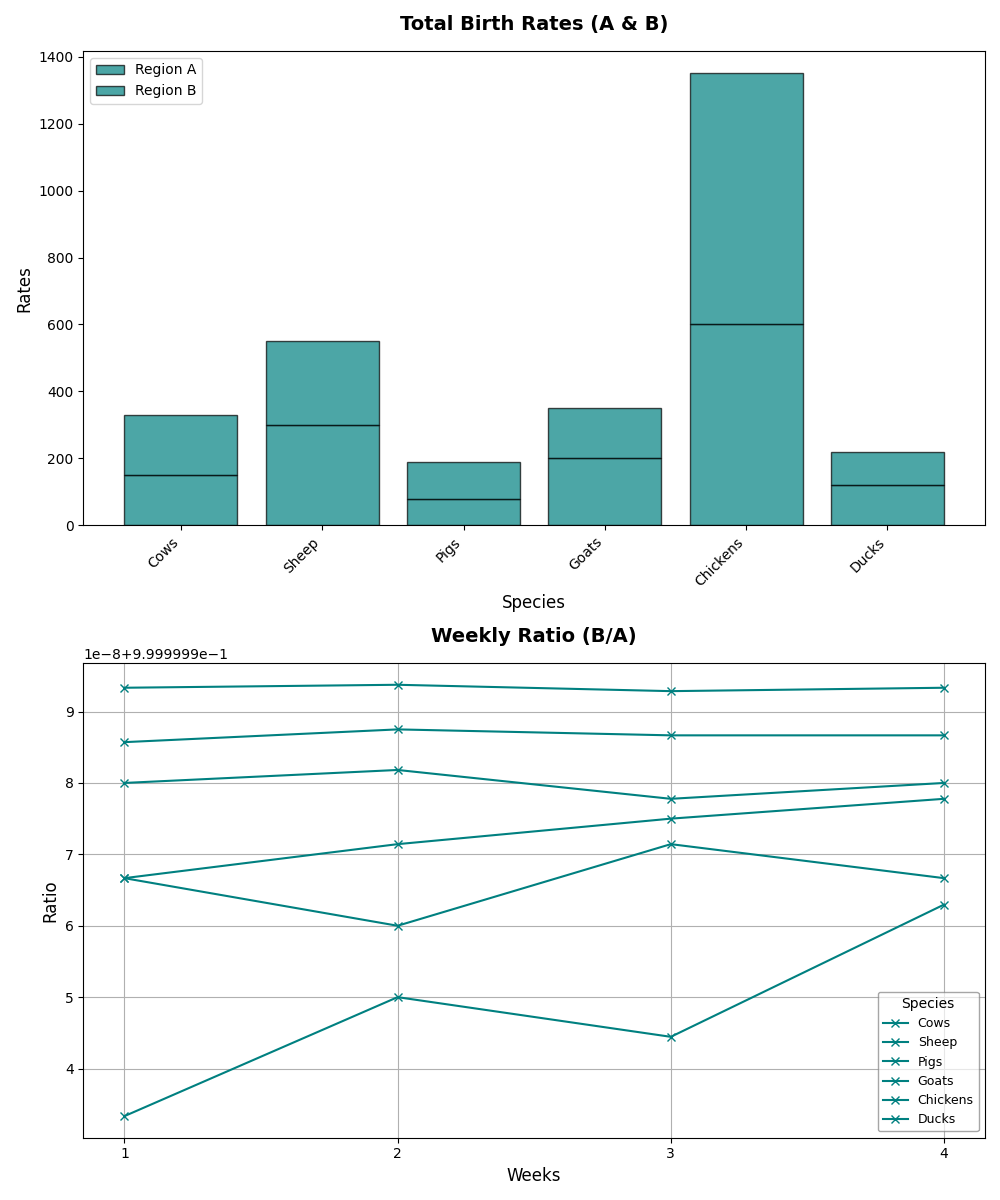 Total Birth Rates (A & B)
1400
1200
1000
800
600
400
200
0
Rates
Region A
Region B
Cows
Sheep
Pigs
Goats
Chickens
Ducks
Species
Weekly Ratio (B/A)
1e−8+9.999999e−1
9
8
7
6
5
4
Ratio
Species
Cows
Sheep
Pigs
Goats
Chickens
Ducks
1
2
3
4
Weeks